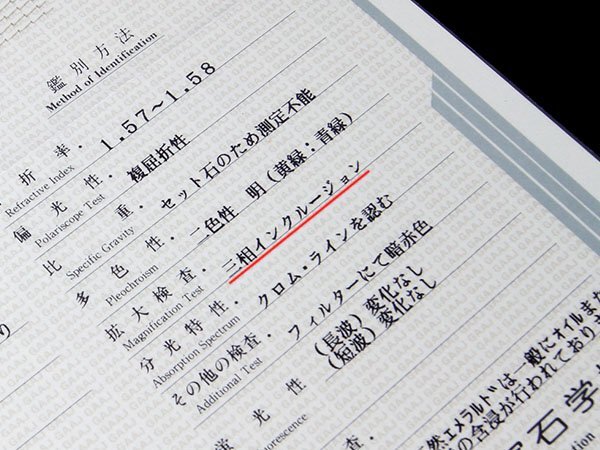 鑑別方法
Method of Identification
折率・ 1.57～1.58
Refractive Index
偏光性・ 複屈折性
Polariscope Test
比重・ セット石のため測定不能
Specific Gravity
多色性・ 二色性 明(黄緑：青緑)
Pleochroism
拡大検査・ 三相インクルージョン
Magnification Test
分光特性・ クロム・ラインを認む
Absorption Spectrum
その他の検査・ フィルターにて暗赤色
Additional Test
光性 (長波)変化なし
(短波)変化なし
uorescence
然エメラルドは一般にオイルまた
の含浸が行われており
宝石学